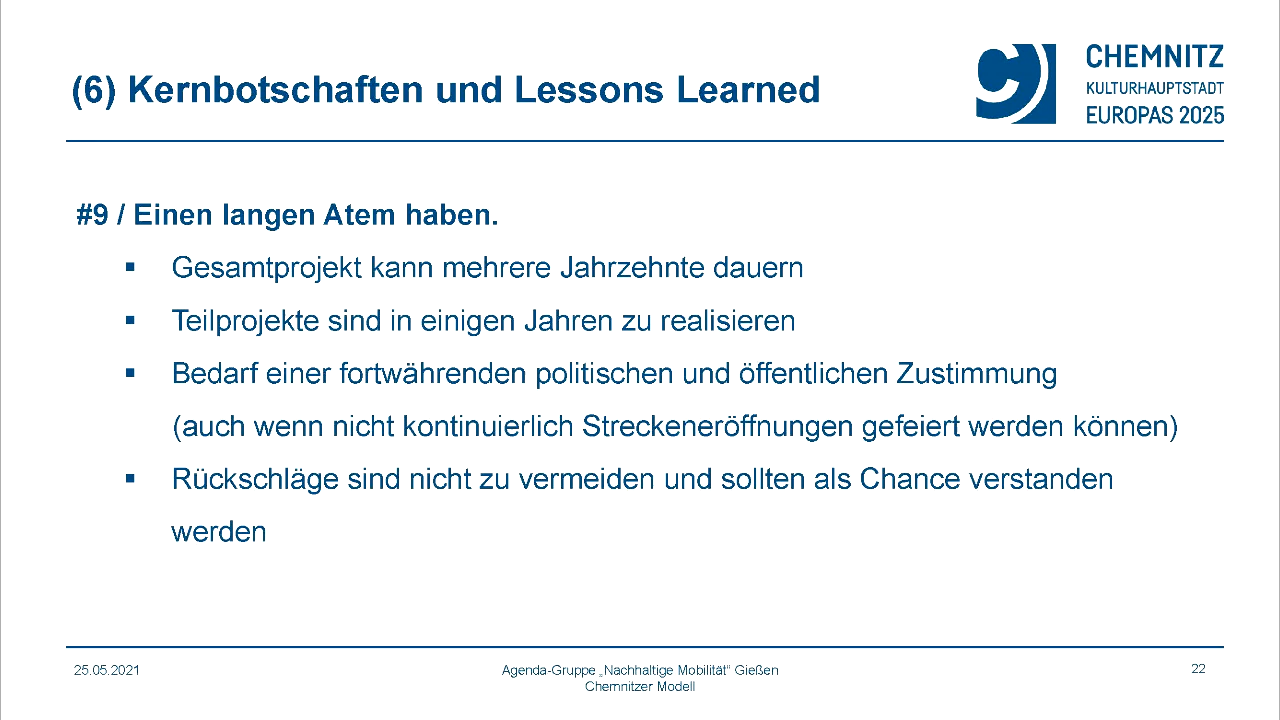 (6) Kernbotschaften und Lessons Learned
CHEMNITZ
KULTURHAUPTSTADT
EUROPAS 2025
#9 / Einen langen Atem haben.
▪ Gesamtprojekt kann mehrere Jahrzehnte dauern
▪ Teilprojekte sind in einigen Jahren zu realisieren
▪ Bedarf einer fortwährenden politischen und öffentlichen Zustimmung
(auch wenn nicht kontinuierlich Streckeneröffnungen gefeiert werden können)
▪ Rückschläge sind nicht zu vermeiden und sollten als Chance verstanden
werden
25.05.2021
Agenda-Gruppe „Nachhaltige Mobilität“ Gießen
Chemnitzer Modell
22